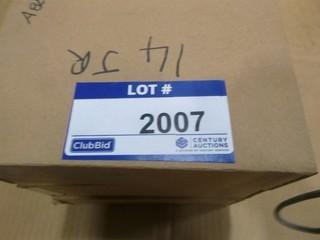 14 JR
LOT #
2007
ClubBid
CENTURY
AUCTIONS